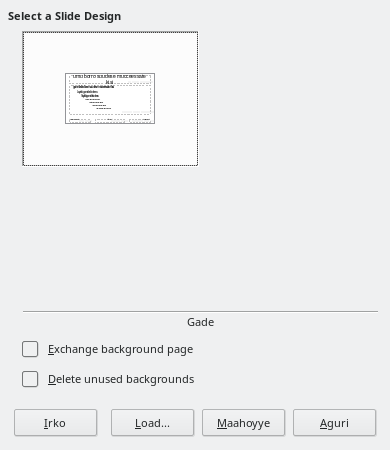 Select a Slide Design
Gade
Exchange background page
Delete unused backgrounds
Irko
Load...
Maahoyye
Aguri